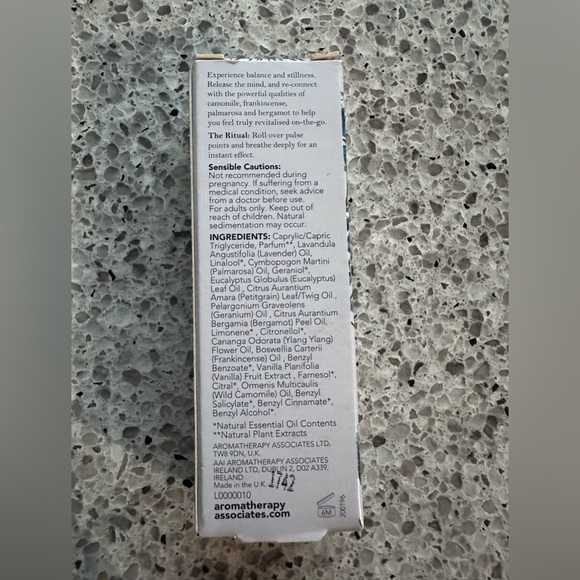 Experience balance and stillness.
Release the mind, and re-connect
with the powerful qualities of
camomile, frankincense,
palmarosa and bergamot to help
you feel truly revitalised on-the-go.
The Ritual: Roll over pulse
points and breathe deeply for an
instant effect.
Sensible Cautions:
Not recommended during
pregnancy. If suffering from a
medical condition, seek advice
from a doctor before use.
For adults only. Keep out of
reach of children. Natural
sedimentation may occur.
INGREDIENTS: Caprylic/Capric
Triglyceride, Parfum**, Lavandula
Angustifolia (Lavender) Oil,
Linalool*, Cymbopogon Martini
(Palmarosa) Oil, Geraniol*,
Eucalyptus Globulus (Eucalyptus)
Leaf Oil , Citrus Aurantium
Amara (Petitgrain) Leaf/Twig Oil ,
Pelargonium Graveolens
(Geranium) Oil , Citrus Aurantium
Bergamia (Bergamot) Peel Oil,
Limonene* , Citronellol*,
Cananga Odorata (Ylang Ylang)
Flower Oil, Boswellia Carterii
(Frankincense) Oil , Benzyl
Benzoate*, Vanilla Planifolia
(Vanilla) Fruit Extract , Farnesol*,
Citral*, Ormenis Multicaulis
(Wild Camomile) Oil, Benzyl
Salicylate*, Benzyl Cinnamate*,
Benzyl Alcohol*.
*Natural Essential Oil Contents
**Natural Plant Extracts
AROMATHERAPY ASSOCIATES LTD,
TW8 9DN, U.K.
AAI AROMATHERAPY ASSOCIATES
IRELAND LTD, DUBLIN 2, D02 A339,
IRELAND
Made in the U.K. 1742
L0000010
aromatherapy
associates.com
6M
200196